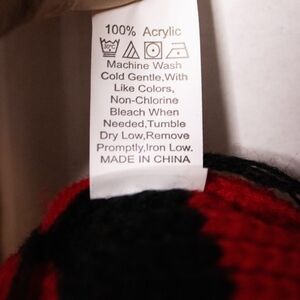 100% Acrylic
Machine Wash
Cold Gentle,With
Like Colors,
Non-Chlorine
Bleach When
Needed,Tumble
Dry Low,Remove
Promptly,Iron Low.
MADE IN CHINA